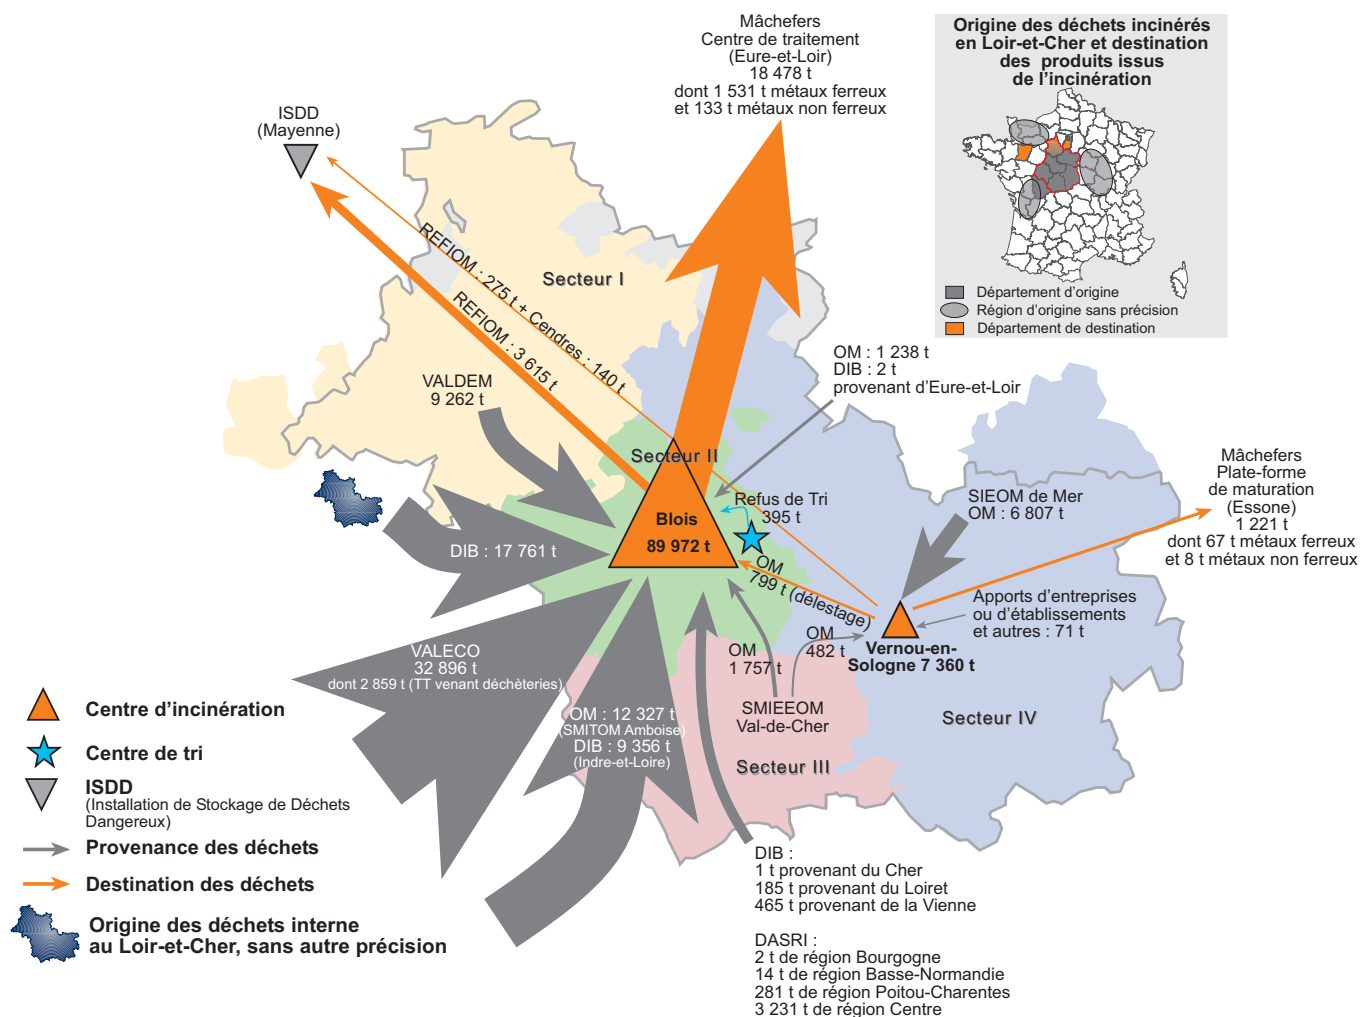 Mâchefers
Centre de traitement
(Eure-et-Loir)
18 478 t
dont 1 531 t métaux ferreux
et 133 t métaux non ferreux
Origine des déchets incinérés
en Loir-et-Cher et destination
des produits issus
de l'incinération
Département d'origine
Région d'origine sans précision
Département de destination
ISDD
(Mayenne)
Secteur I
REFIOM : 275 t + Cendres : 140 t
REFIOM : 3 615 t
VALDEM
9 262 t
OM : 1 238 t
DIB : 2 t
provenant d'Eure-et-Loir
Secteur II
Mâchefers
Plate-forme
de maturation
(Essone)
1 221 t
dont 67 t métaux ferreux
et 8 t métaux non ferreux
SIEOM de Mer
OM : 6 807 t
Refus de Tri
395 t
Blois
89 972 t
DIB : 17 761 t
OM
799 t (délestage)
Apports d'entreprises
ou d'établissements
et autres : 71 t
OM
482 t
Vernou-en-
Sologne 7 360 t
OM
1 757 t
VALECO
32 896 t
dont 2 859 t (TT venant déchèteries)
SMIEEOM
Val-de-Cher
Secteur IV
OM : 12 327 t
(SMITOM Amboise)
DIB : 9 356 t
(Indre-et-Loire)
Secteur III
Centre d'incinération
Centre de tri
ISDD
(Installation de Stockage de Déchets
Dangereux)
Provenance des déchets
Destination des déchets
Origine des déchets interne
au Loir-et-Cher, sans autre précision
DIB :
1 t provenant du Cher
185 t provenant du Loiret
465 t provenant de la Vienne
DASRI :
2 t de région Bourgogne
14 t de région Basse-Normandie
281 t de région Poitou-Charentes
3 231 t de région Centre